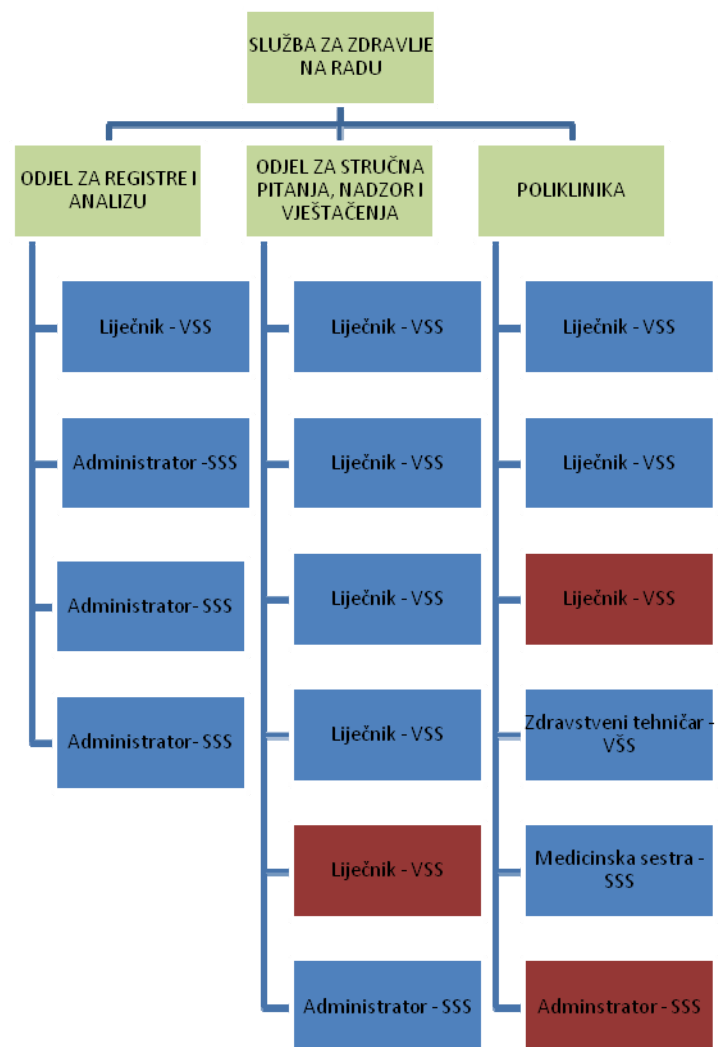 SLUŽBA ZA ZDRAVLJE
NA RADU
ODJEL ZA REGISTRE I
ANALIZU
Liječnik - VSS
Administrator -SSS
Administrator- SSS
Administrator- SSS
ODJEL ZA STRUČNA
PITANJA, NADZOR I
VJEŠTAČENJA
Liječnik - VSS
Liječnik - VSS
Liječnik - VSS
Liječnik - VSS
Liječnik - VSS
Administrator - SSS
POLIKLINIKA
Liječnik - VSS
Liječnik - VSS
Liječnik - VSS
Zdravstveni tehničar -
VŠS
Medicinska sestra -
SSS
Adminstrator - SSS